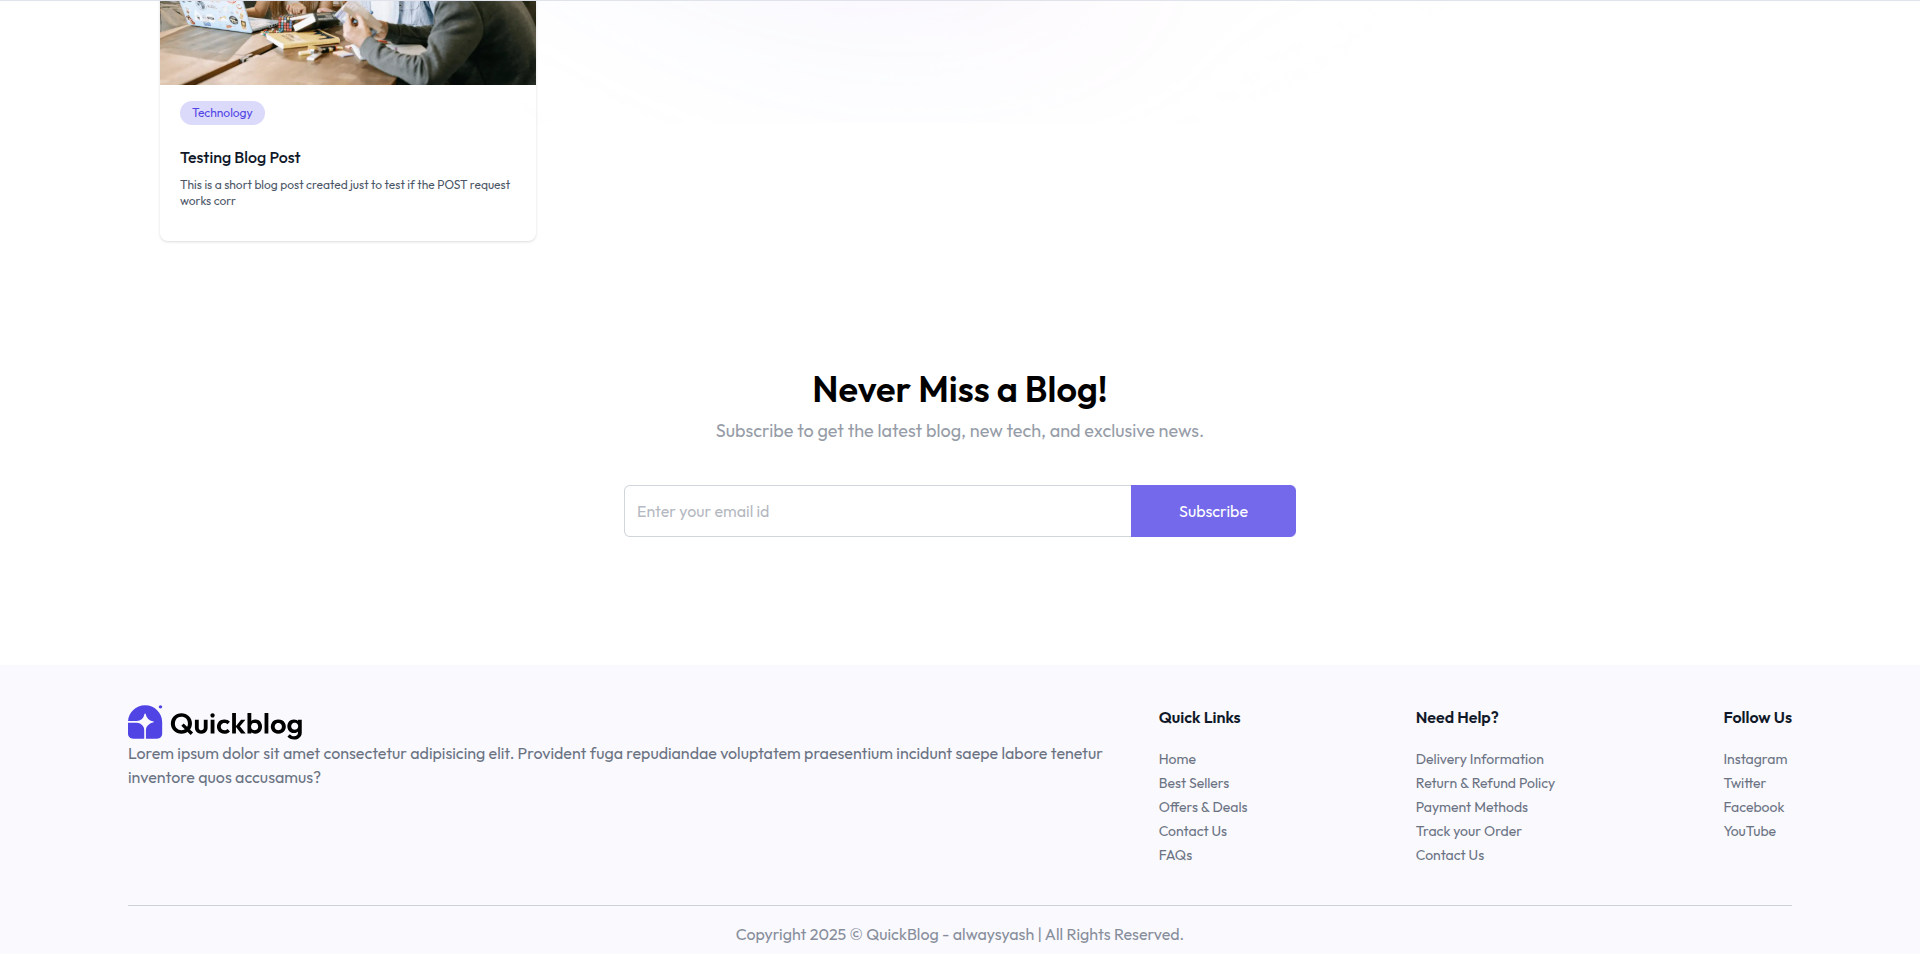 Technology
Testing Blog Post
This is a short blog post created just to test if the POST request
works corr
Never Miss a Blog!
Subscribe to get the latest blog, new tech, and exclusive news.
Enter your email id
Subscribe
Quickblog
Lorem ipsum dolor sit amet consectetur adipisicing elit. Provident fuga repudiandae voluptatem praesentium incidunt saepe labore tenetur
inventore quos accusamus?
Quick Links
Home
Best Sellers
Offers & Deals
Contact Us
FAQs
Need Help?
Delivery Information
Return & Refund Policy
Payment Methods
Track your Order
Contact Us
Follow Us
Instagram
Twitter
Facebook
YouTube
Copyright 2025 © QuickBlog - alwaysyash | All Rights Reserved.